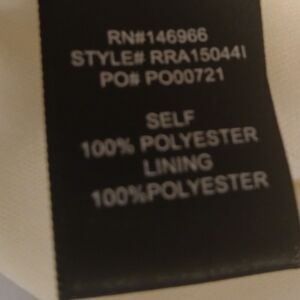 RN#146966
STYLE# RRA15044I
PO# PO00721
SELF
100% POLYESTER
LINING
100%POLYESTER